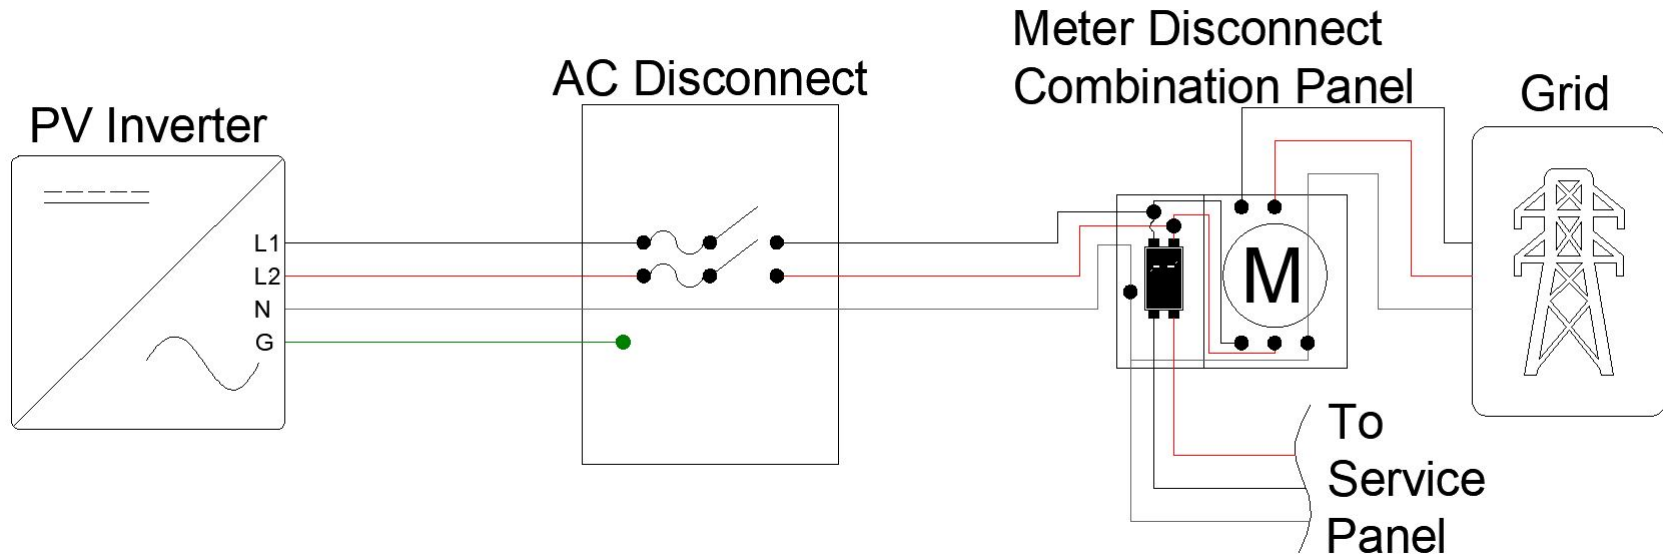 PV Inverter
L1
L2
N
G
AC Disconnect
Meter Disconnect
Combination Panel
M
Grid
To
Service
Panel